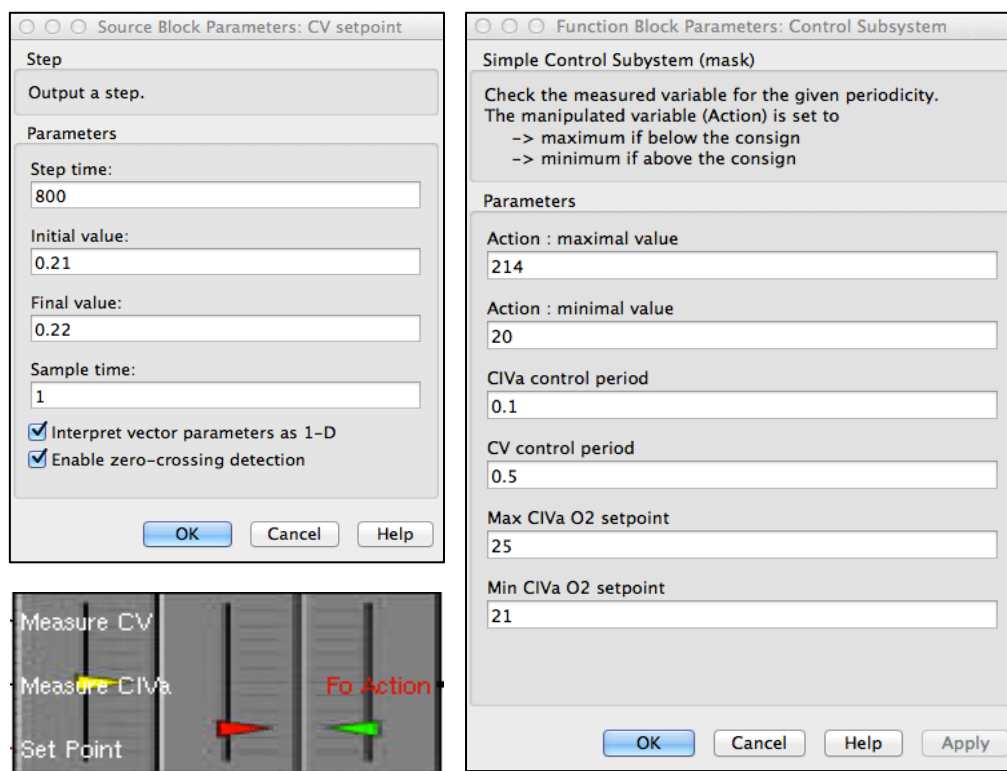 Source Block Parameters: CV setpoint
Step
Output a step.
Parameters
Step time:
800
Initial value:
0.21
Final value:
0.22
Sample time:
1
Interpret vector parameters as 1-D
Enable zero-crossing detection
OK Cancel Help
Measure CV
Measure CIVa
Fo Action
Set Point
Function Block Parameters: Control Subsystem
Simple Control Subystem (mask)
Check the measured variable for the given periodicity.
The manipulated variable (Action) is set to
-> maximum if below the consign
-> minimum if above the consign
Parameters
Action : maximal value
214
Action : minimal value
20
CIVa control period
0.1
CV control period
0.5
Max CIVa O2 setpoint
25
Min CIVa O2 setpoint
21
OK Cancel Help Apply